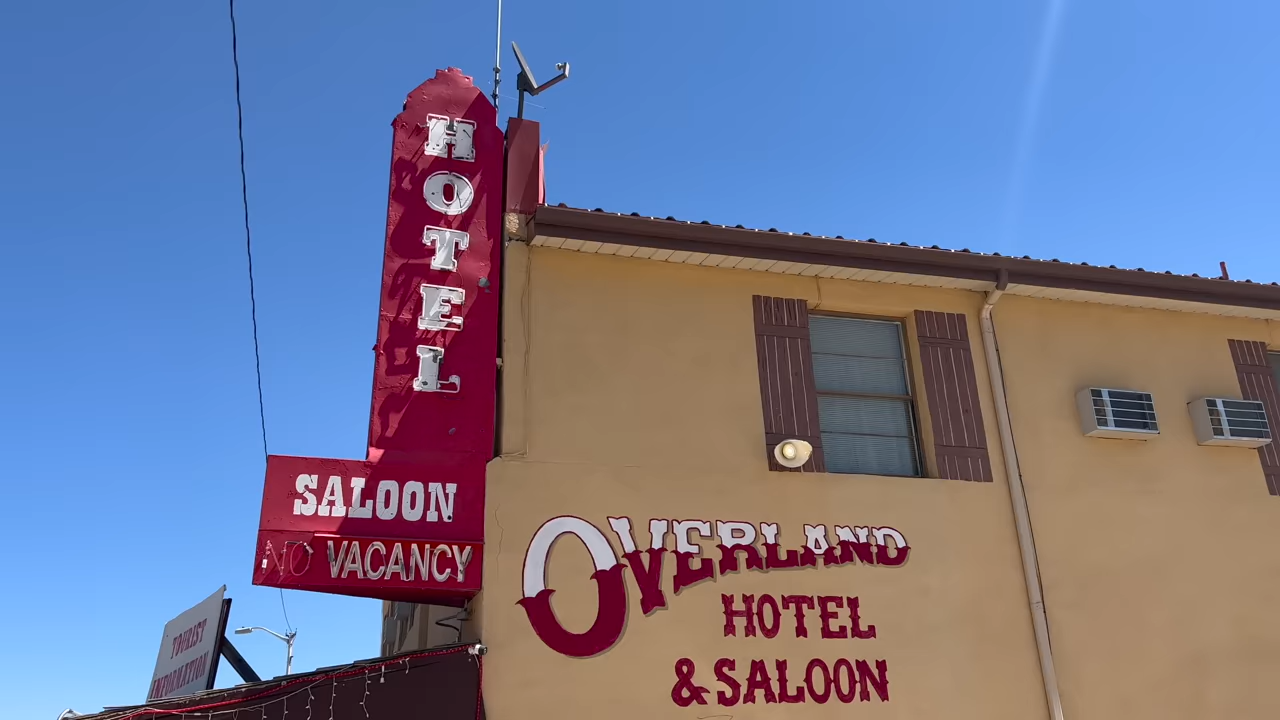 HOTEL
SALOON
NO VACANCY
OVERLAND
HOTEL
& SALOON
TOURIST
INFORMATION